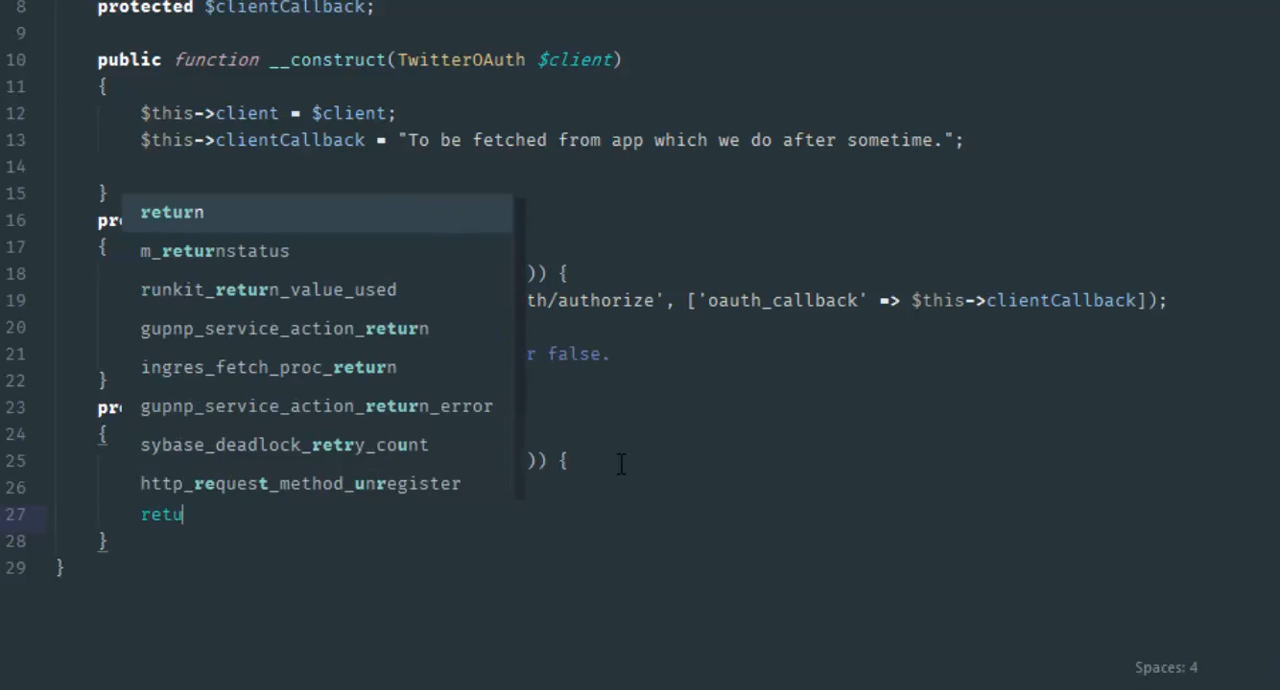 8 protected $clientCallback;
9
10 public function __construct(TwitterOAuth $client)
11 {
12 $this->client = $client;
13 $this->clientCallback = "To be fetched from app which we do after sometime.";
14
15 }
return
16 pr
m_returnstatus
17 {
18 )) {
runkit_return_value_used
19 th/authorize', ['oauth_callback' => $this->clientCallback]);
20
gupnp_service_action_return
21 r false.
ingres_fetch_proc_return
22 }
23 pr
gupnp_service_action_return_error
24 {
sybase_deadlock_retry_count
25 )) {
http_request_method_unregister
26
27 retu
28 }
29 }
Spaces: 4